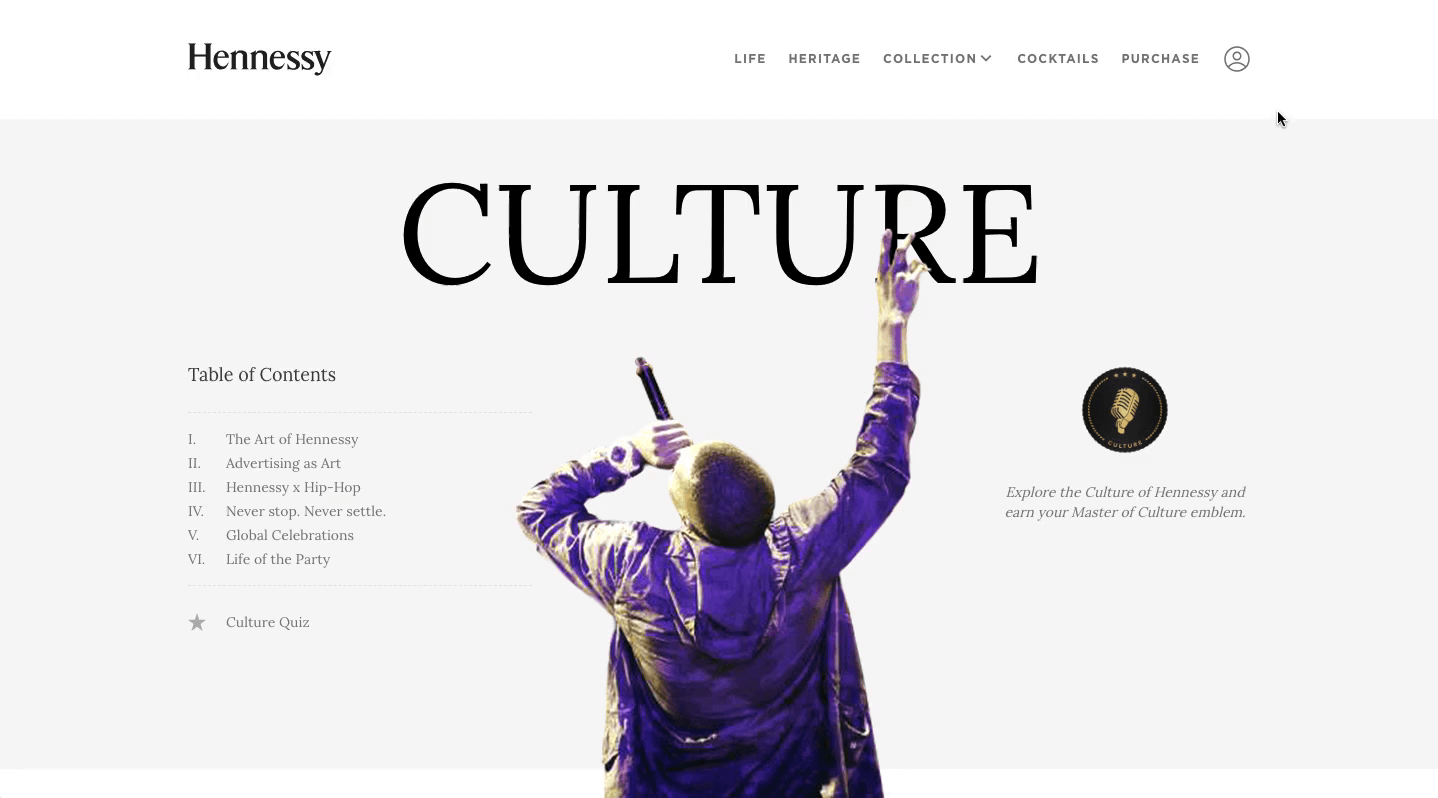 Hennessy
LIFE
HERITAGE
COLLECTION
COCKTAILS
PURCHASE
CULTURE
Table of Contents
I. The Art of Hennessy
II. Advertising as Art
III. Hennessy x Hip-Hop
IV. Never stop. Never settle.
V. Global Celebrations
VI. Life of the Party
Culture Quiz
CULTURE
Explore the Culture of Hennessy and
earn your Master of Culture emblem.